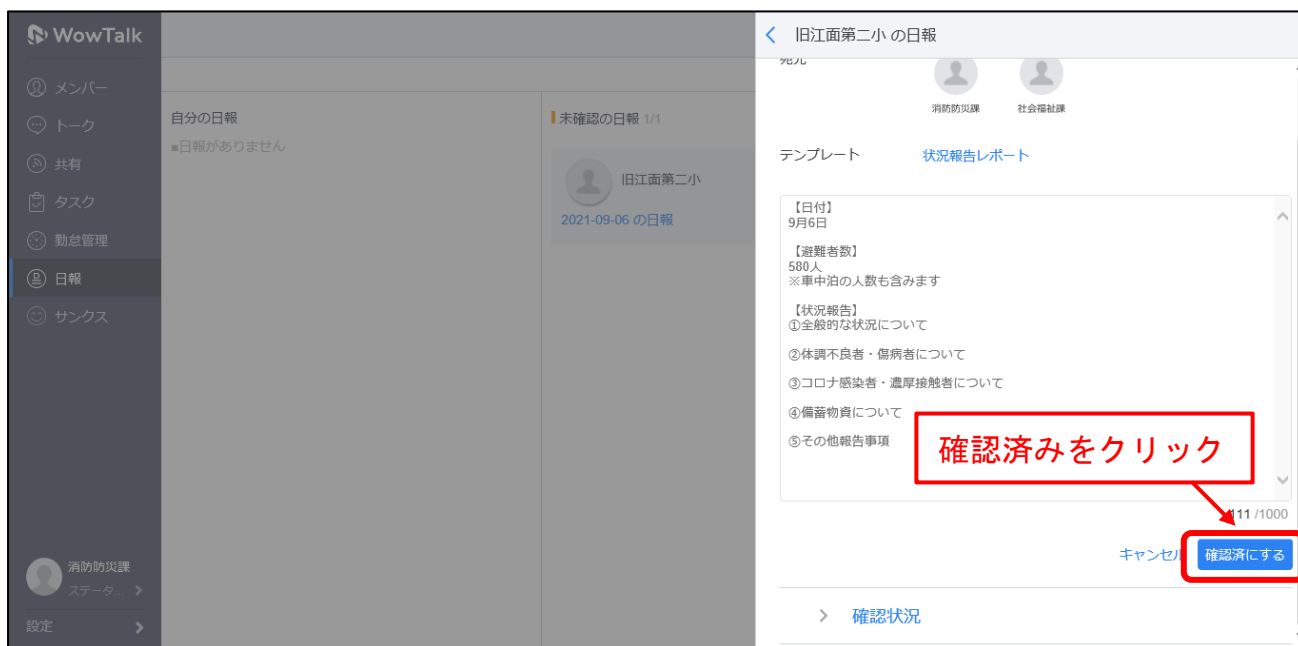 WowTalk
メンバー
トーク
共有
タスク
勤怠管理
日報
サンクス
消防防災課
ステータ...
設定
自分の日報
■日報がありません
未確認の日報 1/1
旧江面第二小
2021-09-06 の日報
旧江面第二小 の日報
宛元
消防防災課 社会福祉課
テンプレート 状況報告レポート
【日付】
9月6日
【避難者数】
580人
※車中泊の人数も含みます
【状況報告】
①全般的な状況について
②体調不良者・傷病者について
③コロナ感染者・濃厚接触者について
④備蓄物資について
⑤その他報告事項
確認済みをクリック
111 /1000
キャンセル 確認済にする
確認状況